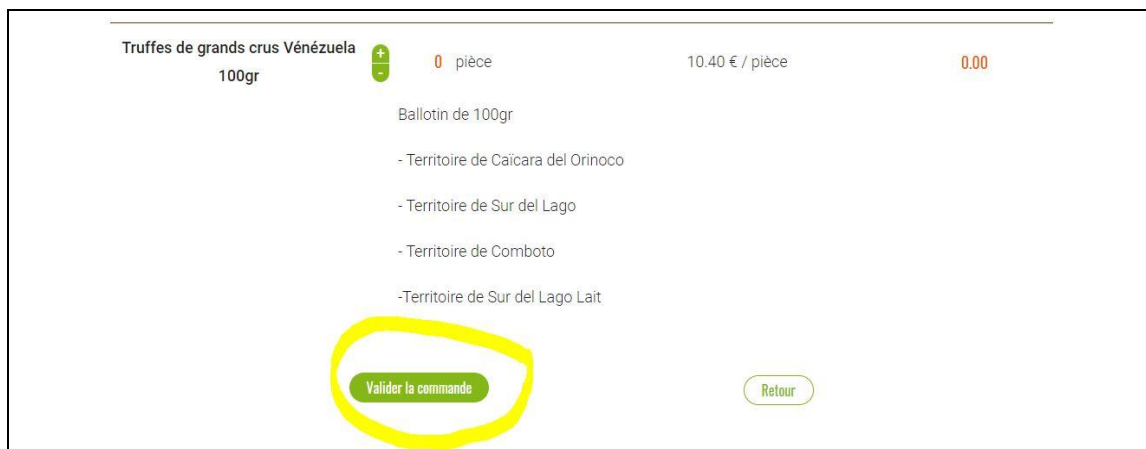 Truffes de grands crus Vénézuela
100gr
+
-
0 pièce
10.40 € / pièce
0.00
Ballotin de 100gr
- Territoire de Caïcara del Orinoco
- Territoire de Sur del Lago
- Territoire de Comboto
-Territoire de Sur del Lago Lait
Valider la commande
Retour